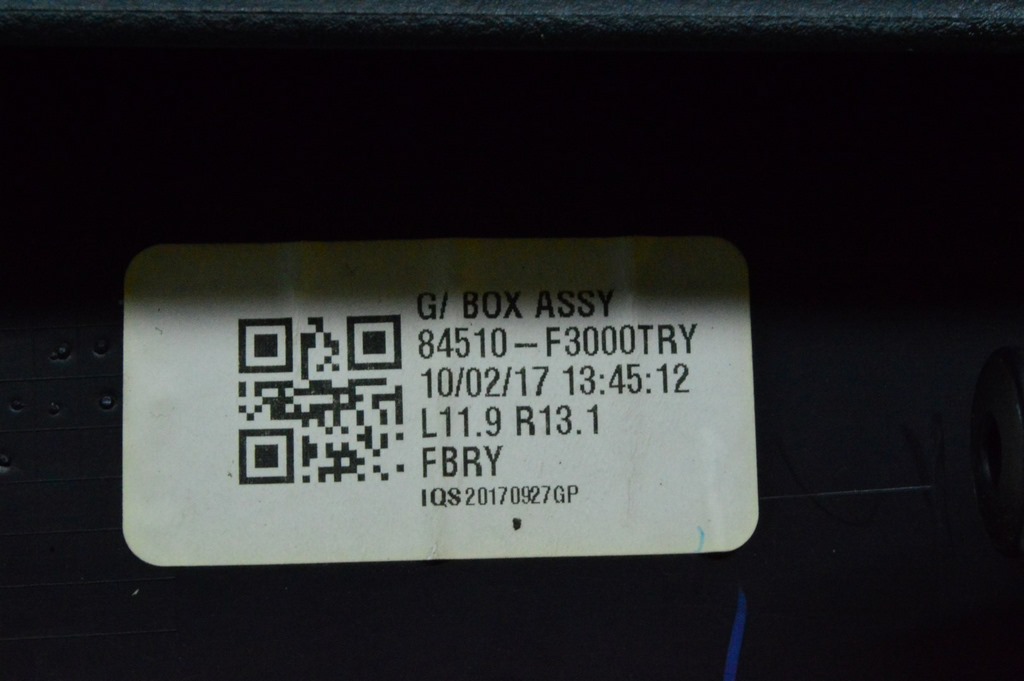 G/ BOX ASSY
84510-F3000TRY
10/02/17 13:45:12
L11.9 R13.1
FBRY
IQS20170927GP